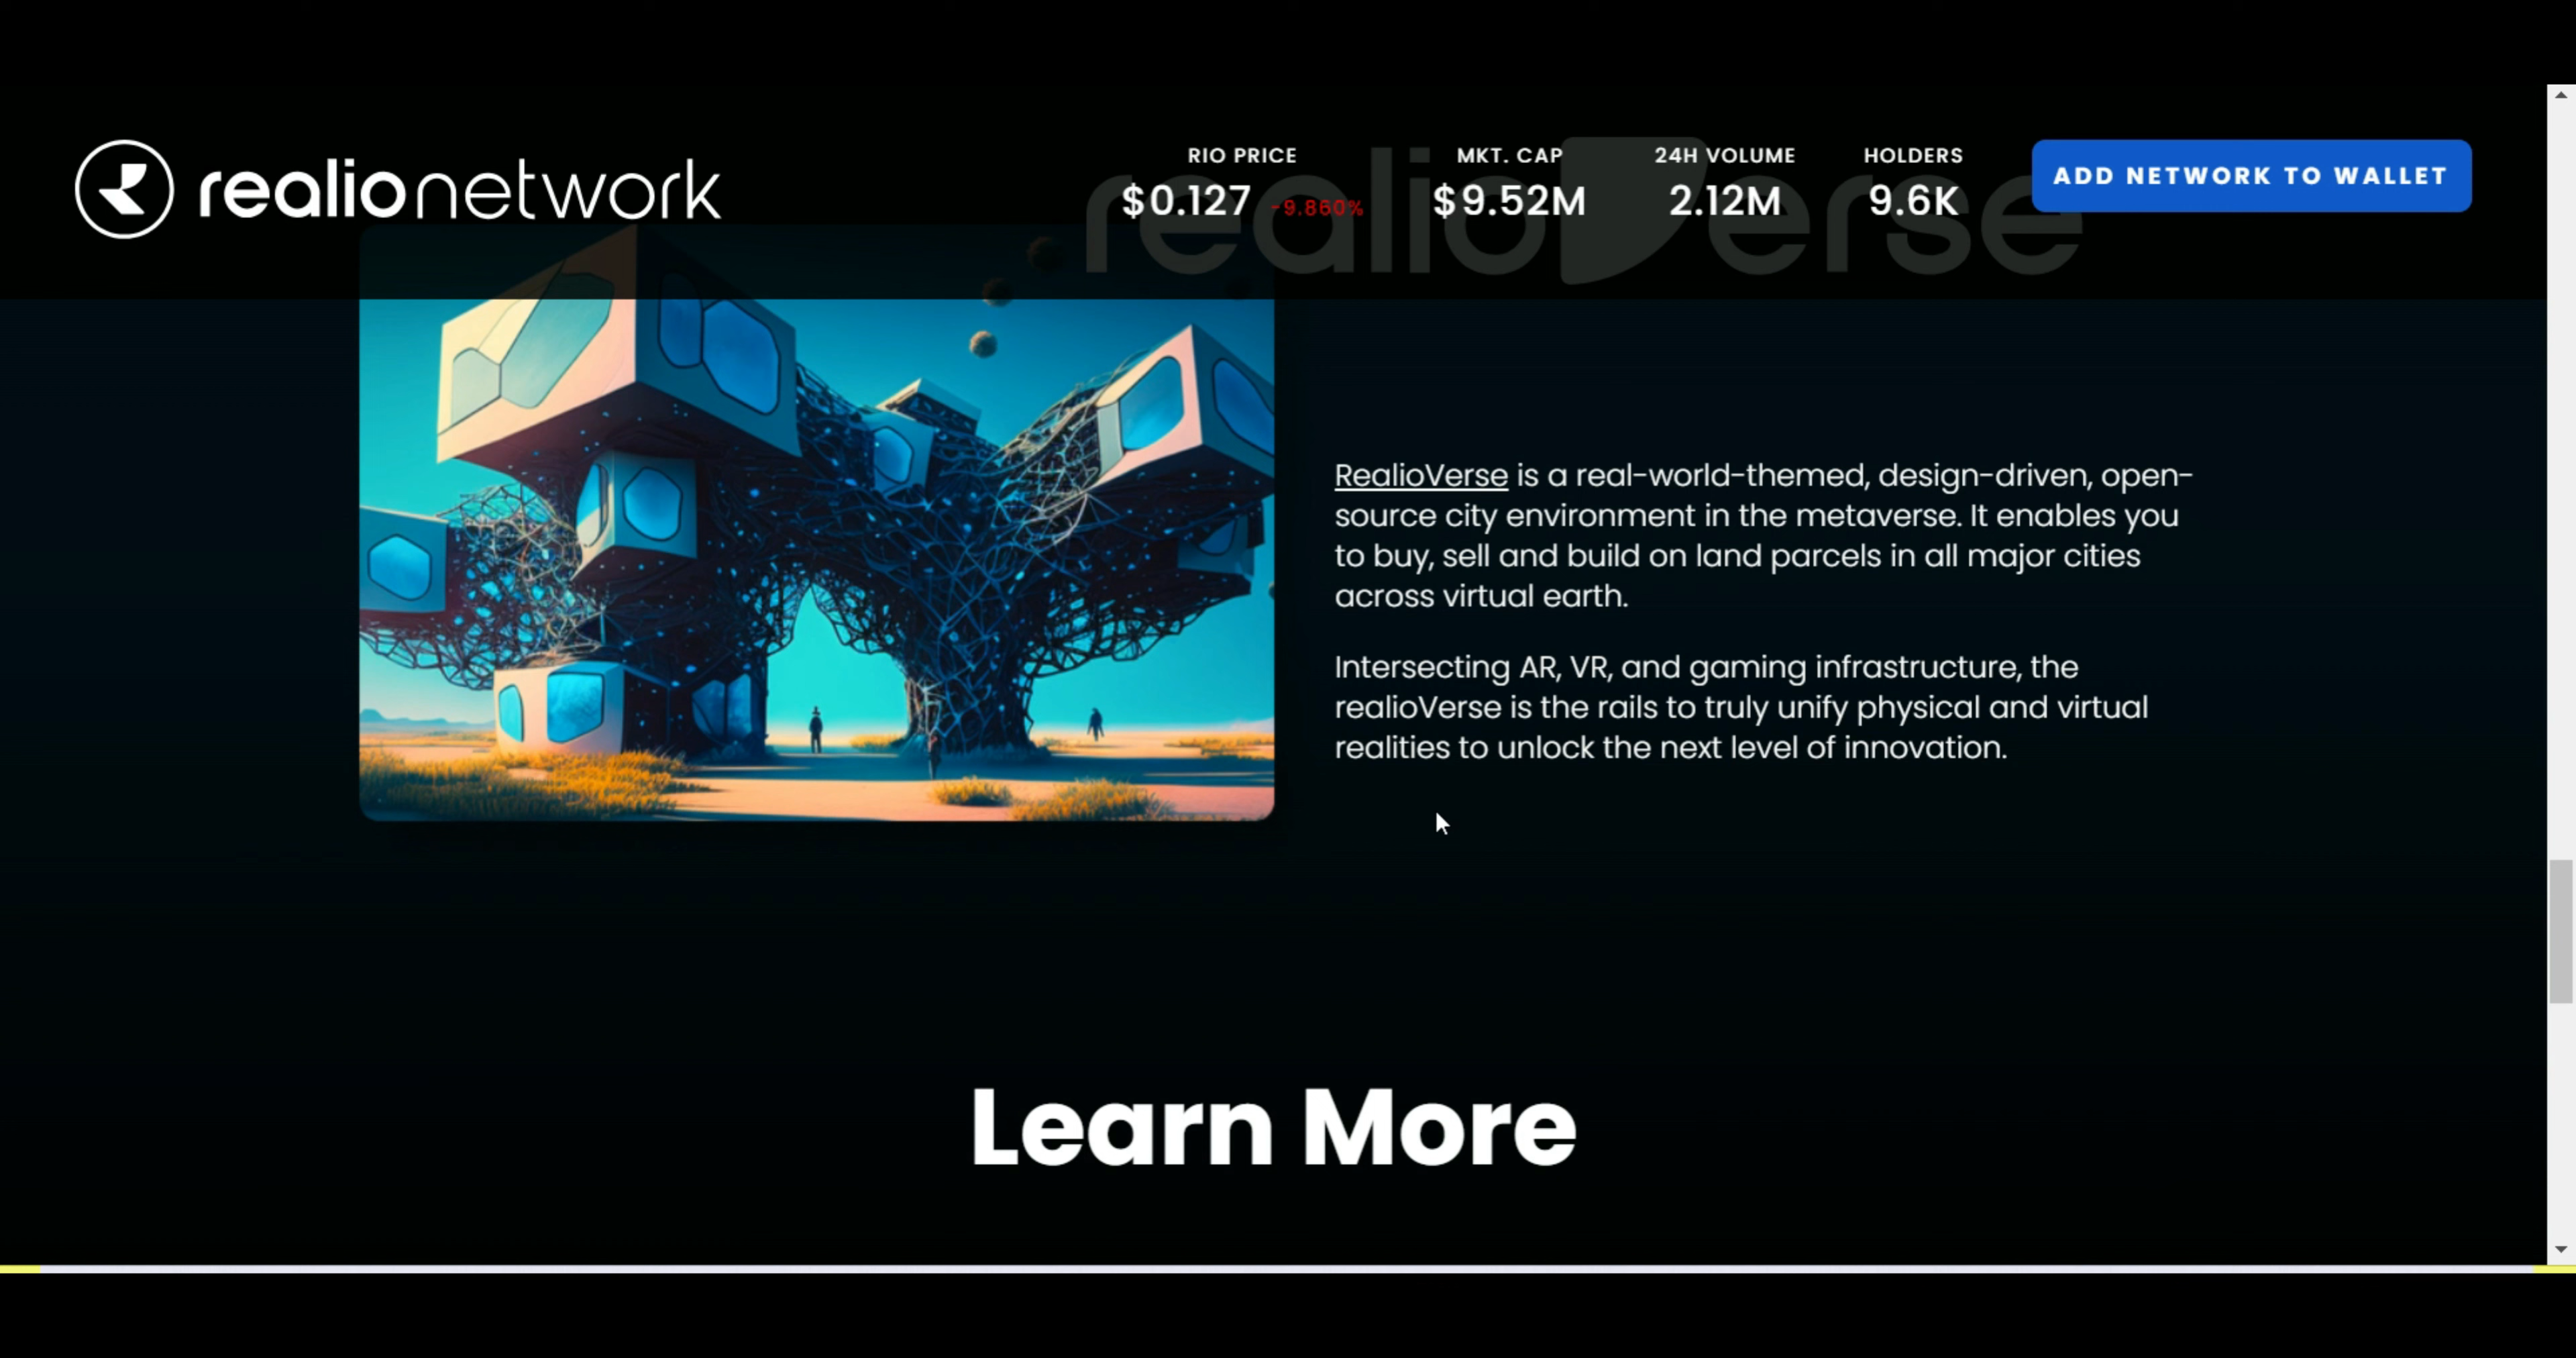 realionetwork
RIO PRICE
$0.127 -9.860%
MKT. CAP
$9.52M
24H VOLUME
2.12M
HOLDERS
9.6K
ADD NETWORK TO WALLET
realioVerse
RealioVerse is a real-world-themed, design-driven, open-
source city environment in the metaverse. It enables you
to buy, sell and build on land parcels in all major cities
across virtual earth.
Intersecting AR, VR, and gaming infrastructure, the
realioVerse is the rails to truly unify physical and virtual
realities to unlock the next level of innovation.
Learn More